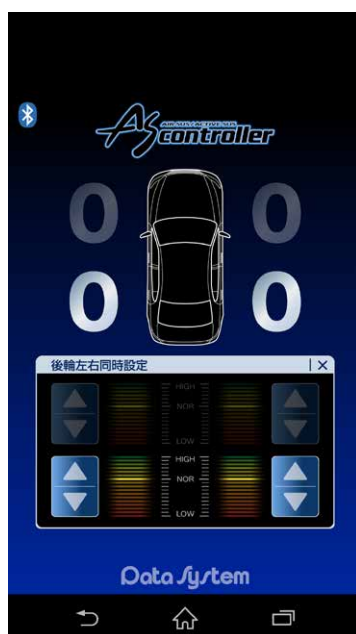 AIR SUS/ACTIVE SUS
AS controller
0 0
0 0
後輪左右同時設定 | X
HIGH
NOR
LOW
HIGH
NOR
LOW
Data System